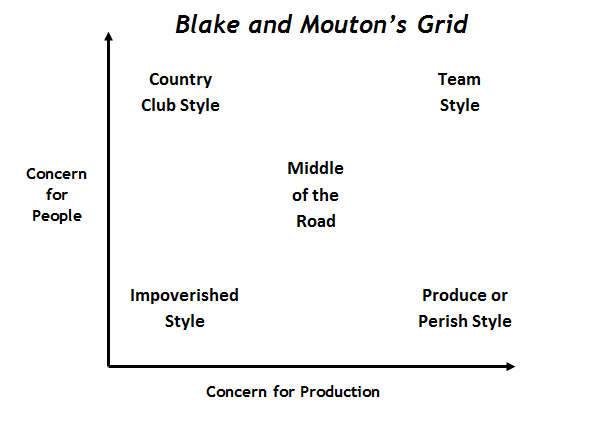 Blake and Mouton’s Grid
Country
Club Style
Team
Style
Concern
for
People
Middle
of the
Road
Impoverished
Style
Produce or
Perish Style
Concern for Production